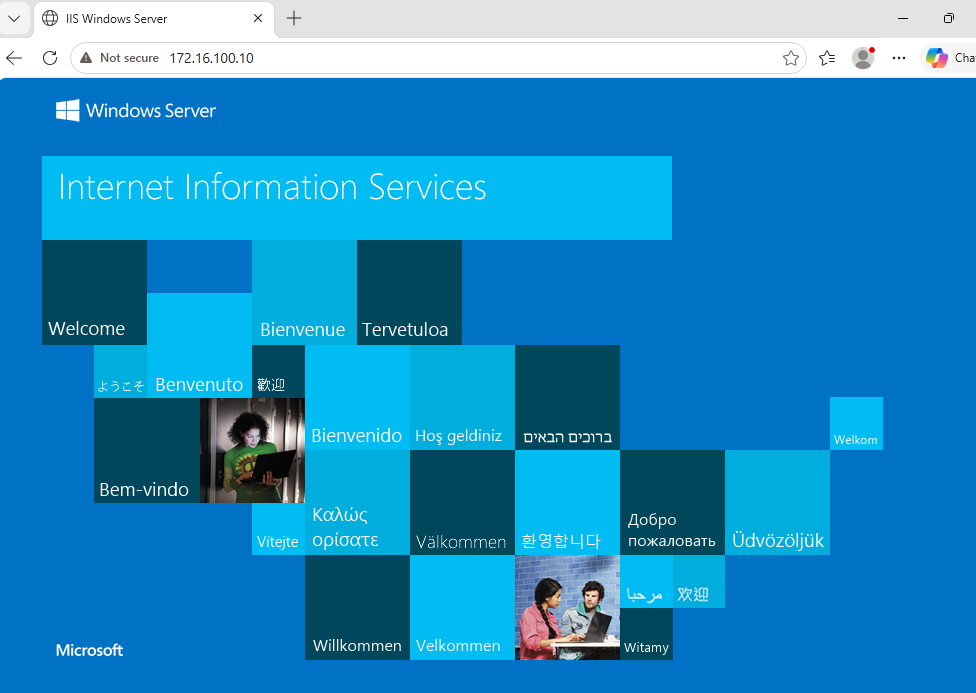 IIS Windows Server
Not secure 172.16.100.10
Windows Server
Internet Information Services
Welcome
Bienvenue
Tervetuloa
ようこそ
Benvenuto
歡迎
Bienvenido
Hoş geldiniz
ברוכים הבאים
Welkom
Bem-vindo
Vítejte
Καλώς
ορίσατε
Välkommen
환영합니다
Добро
пожаловать
Üdvözöljük
Willkommen
Velkommen
مرحبا
欢迎
Witamy
Microsoft